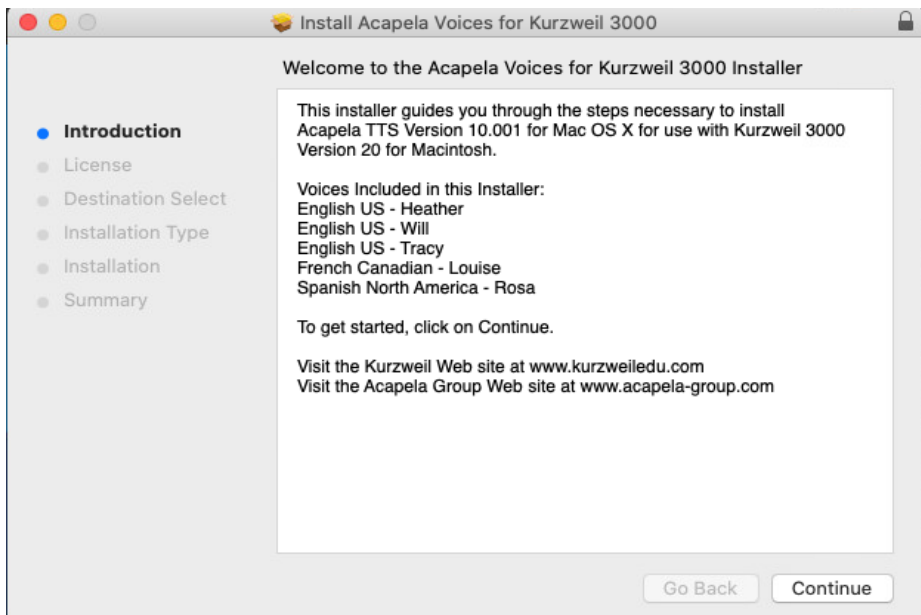 Install Acapela Voices for Kurzweil 3000
Welcome to the Acapela Voices for Kurzweil 3000 Installer
Introduction
License
Destination Select
Installation Type
Installation
Summary
This installer guides you through the steps necessary to install
Acapela TTS Version 10.001 for Mac OS X for use with Kurzweil 3000
Version 20 for Macintosh.
Voices Included in this Installer:
English US - Heather
English US - Will
English US - Tracy
French Canadian - Louise
Spanish North America - Rosa
To get started, click on Continue.
Visit the Kurzweil Web site at www.kurzweiledu.com
Visit the Acapela Group Web site at www.acapela-group.com
Go Back
Continue